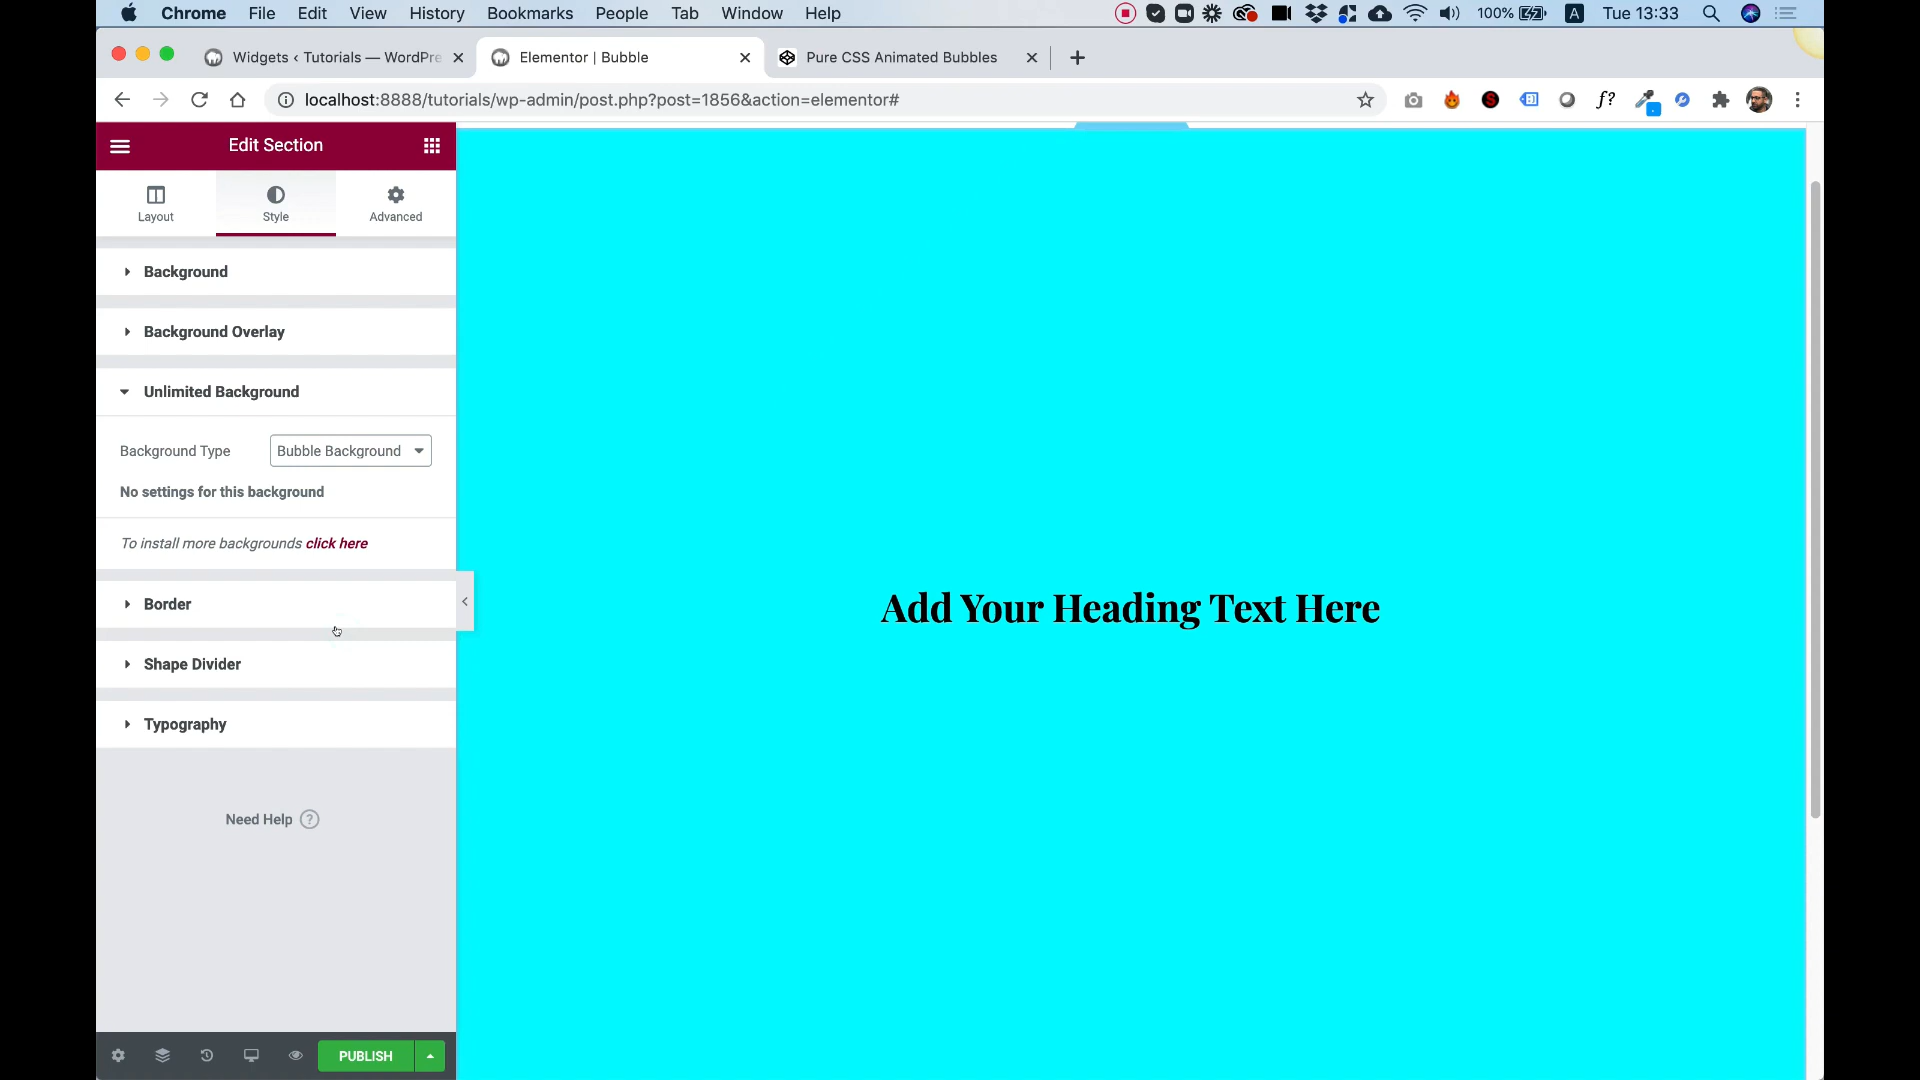 Chrome File Edit View History Bookmarks People Tab Window Help 100% A Tue 13:33
Widgets ‹ Tutorials — WordPre Elementor | Bubble Pure CSS Animated Bubbles
localhost:8888/tutorials/wp-admin/post.php?post=1856&action=elementor# S f?
Edit Section
Layout Style Advanced
Background
Background Overlay
Unlimited Background
Background Type Bubble Background
No settings for this background
To install more backgrounds click here
Border
Add Your Heading Text Here
Shape Divider
Typography
Need Help ?
PUBLISH